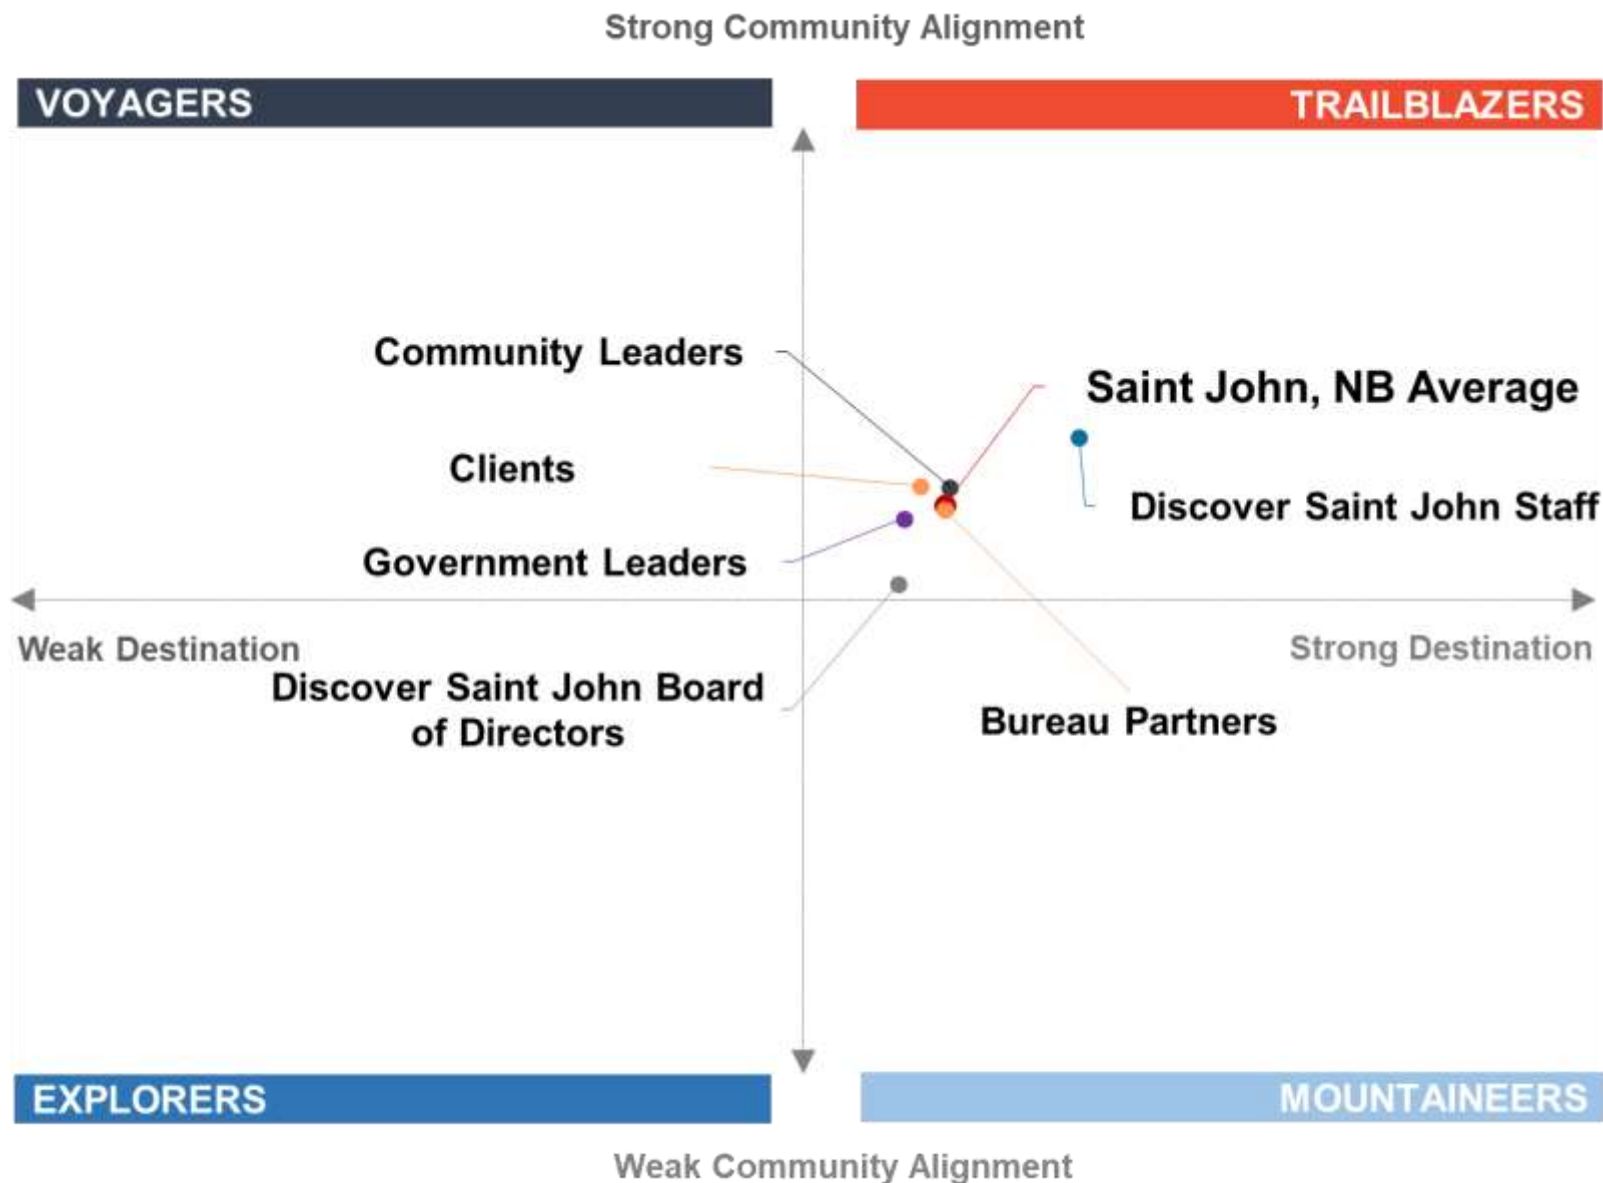 Strong Community Alignment
VOYAGERS
TRAILBLAZERS
Community Leaders
Saint John, NB Average
Clients
Discover Saint John Staff
Government Leaders
Weak Destination
Strong Destination
Discover Saint John Board
of Directors
Bureau Partners
EXPLORERS
MOUNTAINEERS
Weak Community Alignment